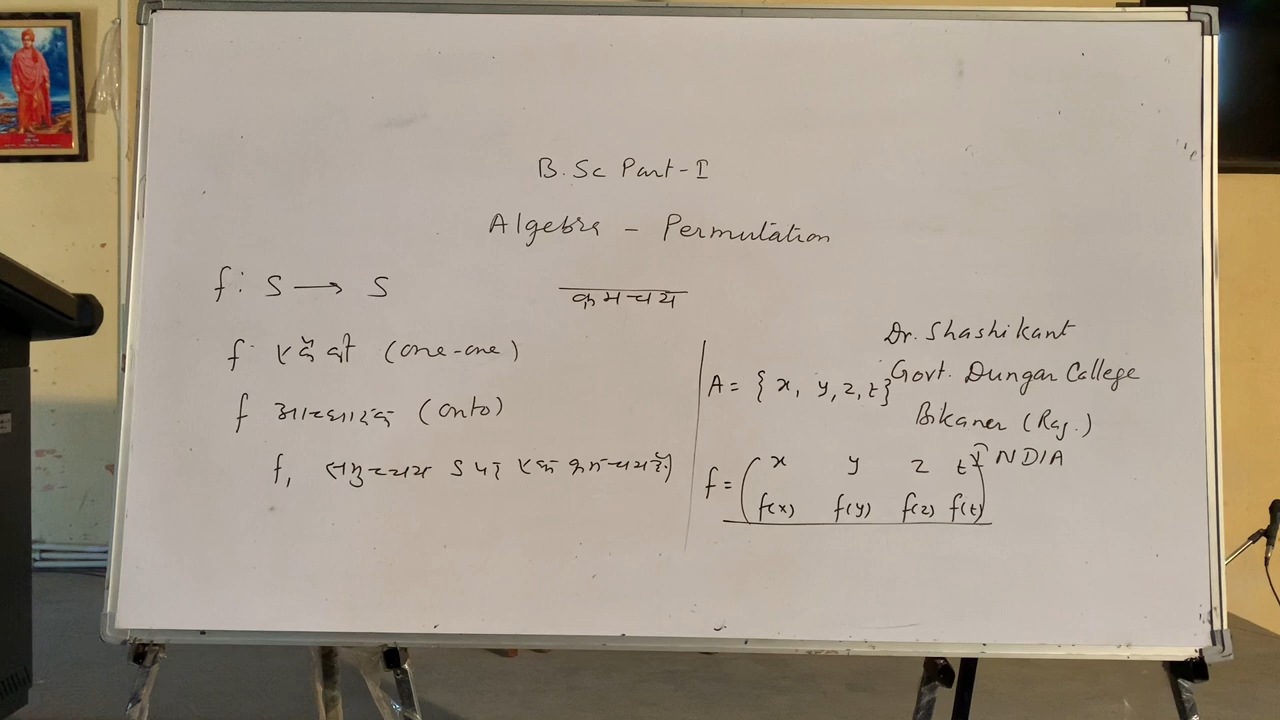 B.Sc Part-I
Algebra - Permutation
f: S → S
क्रमचय
f एकैकी (one-one)
f आच्छादक (onto)
f, समुच्चय S पर एक क्रमचय है।
Dr. Shashikant
Govt. Dungar College
Bikaner (Raj.)
INDIA
A = { x, y, z, t }
f = ( x y z t )
( f(x) f(y) f(z) f(t) )